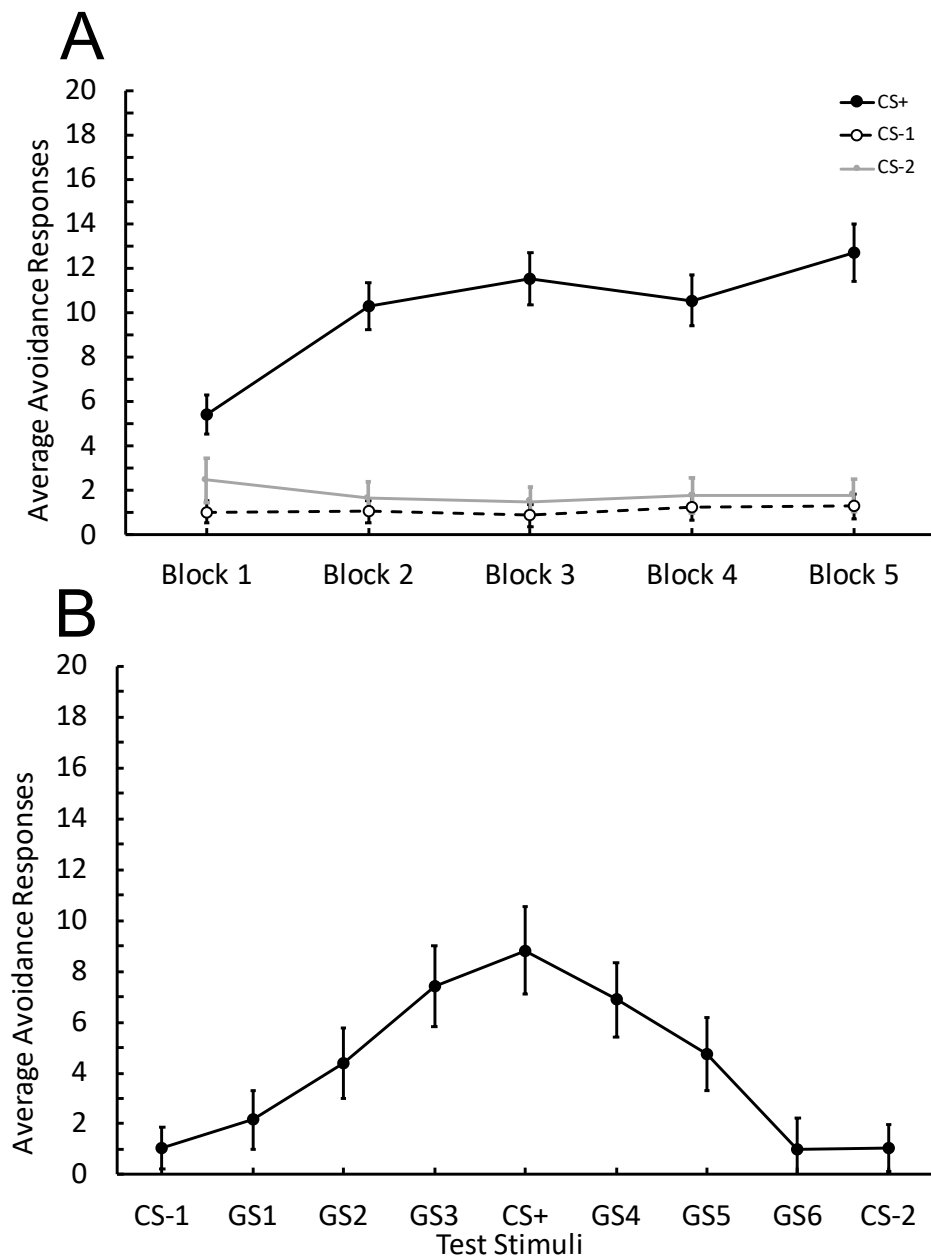 A
20
18
16
14
12
10
8
6
4
2
0
Average Avoidance Responses
CS+
CS-1
CS-2
Block 1 Block 2 Block 3 Block 4 Block 5
B
20
18
16
14
12
10
8
6
4
2
0
Average Avoidance Responses
CS-1 GS1 GS2 GS3 CS+ GS4 GS5 GS6 CS-2
Test Stimuli